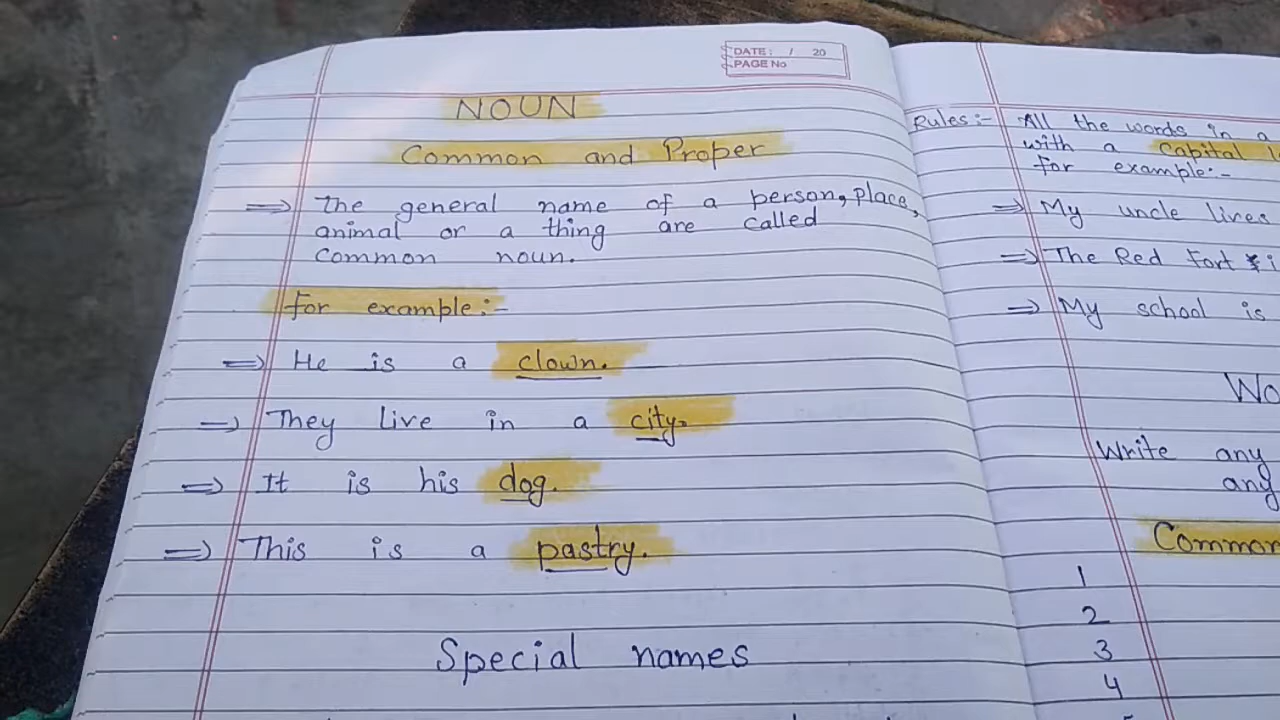 DATE: / 20
PAGE No
NOUN
Common and Proper
⇒ The general name of a person, place,
animal or a thing are called
Common noun.
for example:-
⇒ He is a clown.
⇒ They live in a city.
⇒ It is his dog.
⇒ This is a pastry.
Special names
Rules:- All the words in a
with a capital
for example:-
⇒ My uncle lives
⇒ The Red Fort
⇒ My school is
Write any
any
Common
1
2
3
4